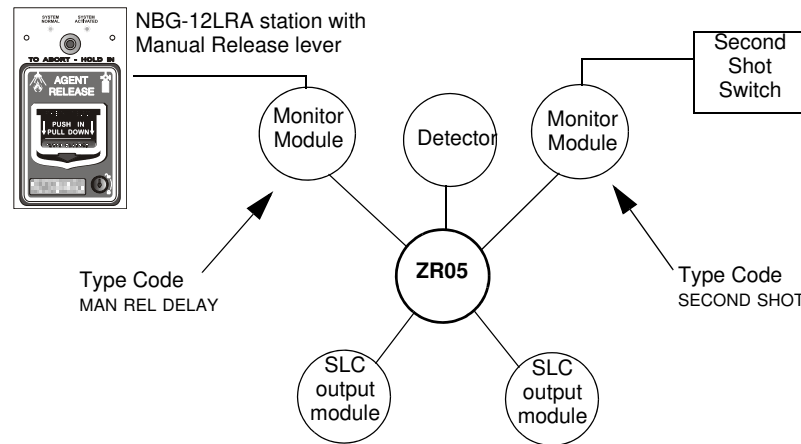 SYSTEM NORMAL
SYSTEM ACTIVATED
TO ABORT - HOLD IN
AGENT
RELEASE
PUSH IN
PULL DOWN
NBG-12LRA station with
Manual Release lever
Second
Shot
Switch
Monitor
Module
Detector
Monitor
Module
ZR05
Type Code
MAN REL DELAY
Type Code
SECOND SHOT
SLC
output
module
SLC
output
module